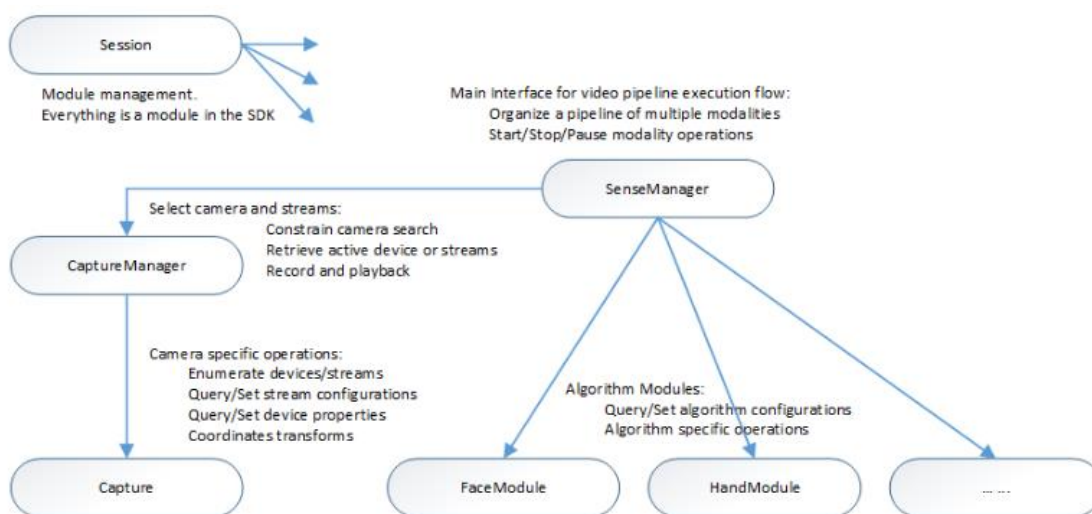 Session
Module management.
Everything is a module in the SDK
Main Interface for video pipeline execution flow:
Organize a pipeline of multiple modalities
Start/Stop/Pause modality operations
SenseManager
Select camera and streams:
Constrain camera search
Retrieve active device or streams
Record and playback
CaptureManager
Camera specific operations:
Enumerate devices/streams
Query/Set stream configurations
Query/Set device properties
Coordinates transforms
Algorithm Modules:
Query/Set algorithm configurations
Algorithm specific operations
Capture
FaceModule
HandModule
... ...